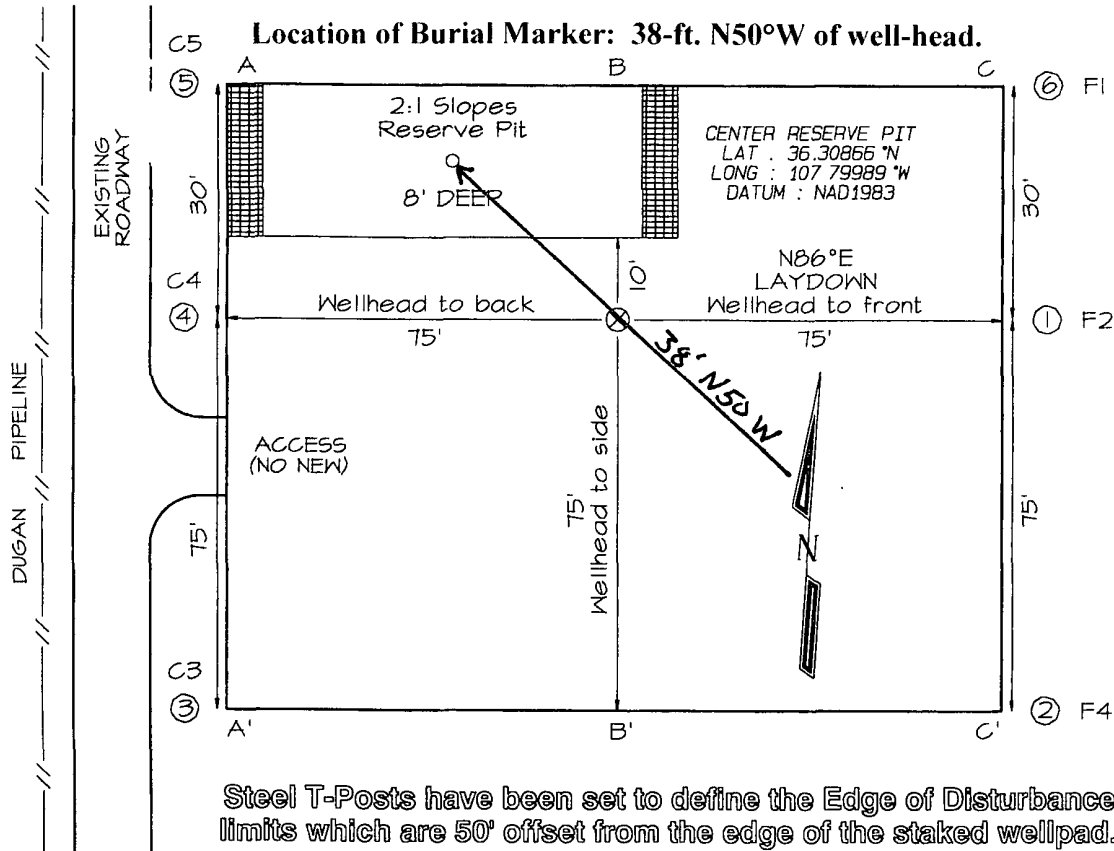 Location of Burial Marker: 38-ft. N50°W of well-head.
C5
A
B
C
⑤
⑥ F1
2:1 Slopes
Reserve Pit
8' DEEP
CENTER RESERVE PIT
LAT . 36.30866 °N
LONG : 107 79989 °W
DATUM : NAD1983
EXISTING
ROADWAY
30'
30'
C4
④
Wellhead to back
75'
10'
N86°E
LAYDOWN
Wellhead to front
75'
① F2
38' N50W
DUGAN PIPELINE
ACCESS
(NO NEW)
75'
75'
Wellhead to side
N
75'
C3
③
② F4
A'
B'
C'
Steel T-Posts have been set to define the Edge of Disturbance
limits which are 50' offset from the edge of the staked wellpad.